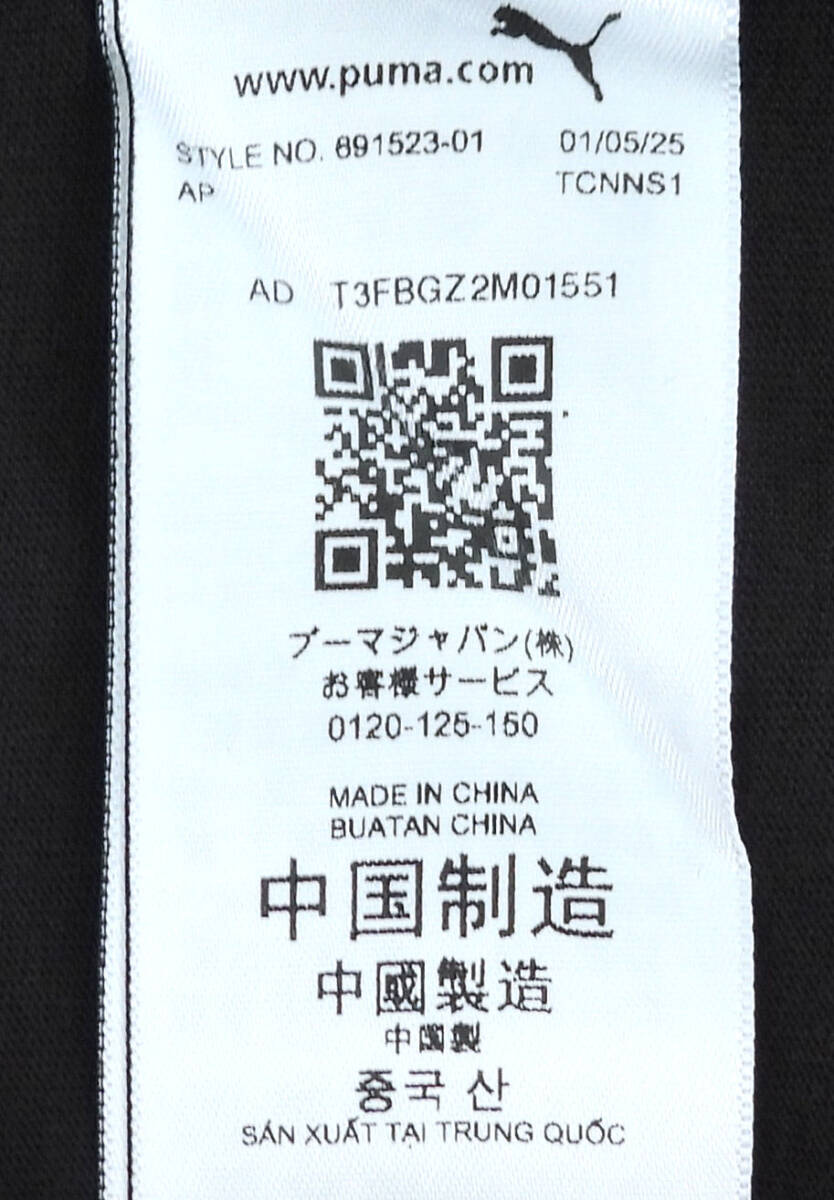 www.puma.com
STYLE NO. 691523-01 01/05/25
AP TCNNS1
AD T3FBGZ2M01551
プーマジャパン(株)
お客様サービス
0120-125-150
MADE IN CHINA
BUATAN CHINA
中国制造
中國製造
中国製
중국 산
SẢN XUẤT TẠI TRUNG QUỐC